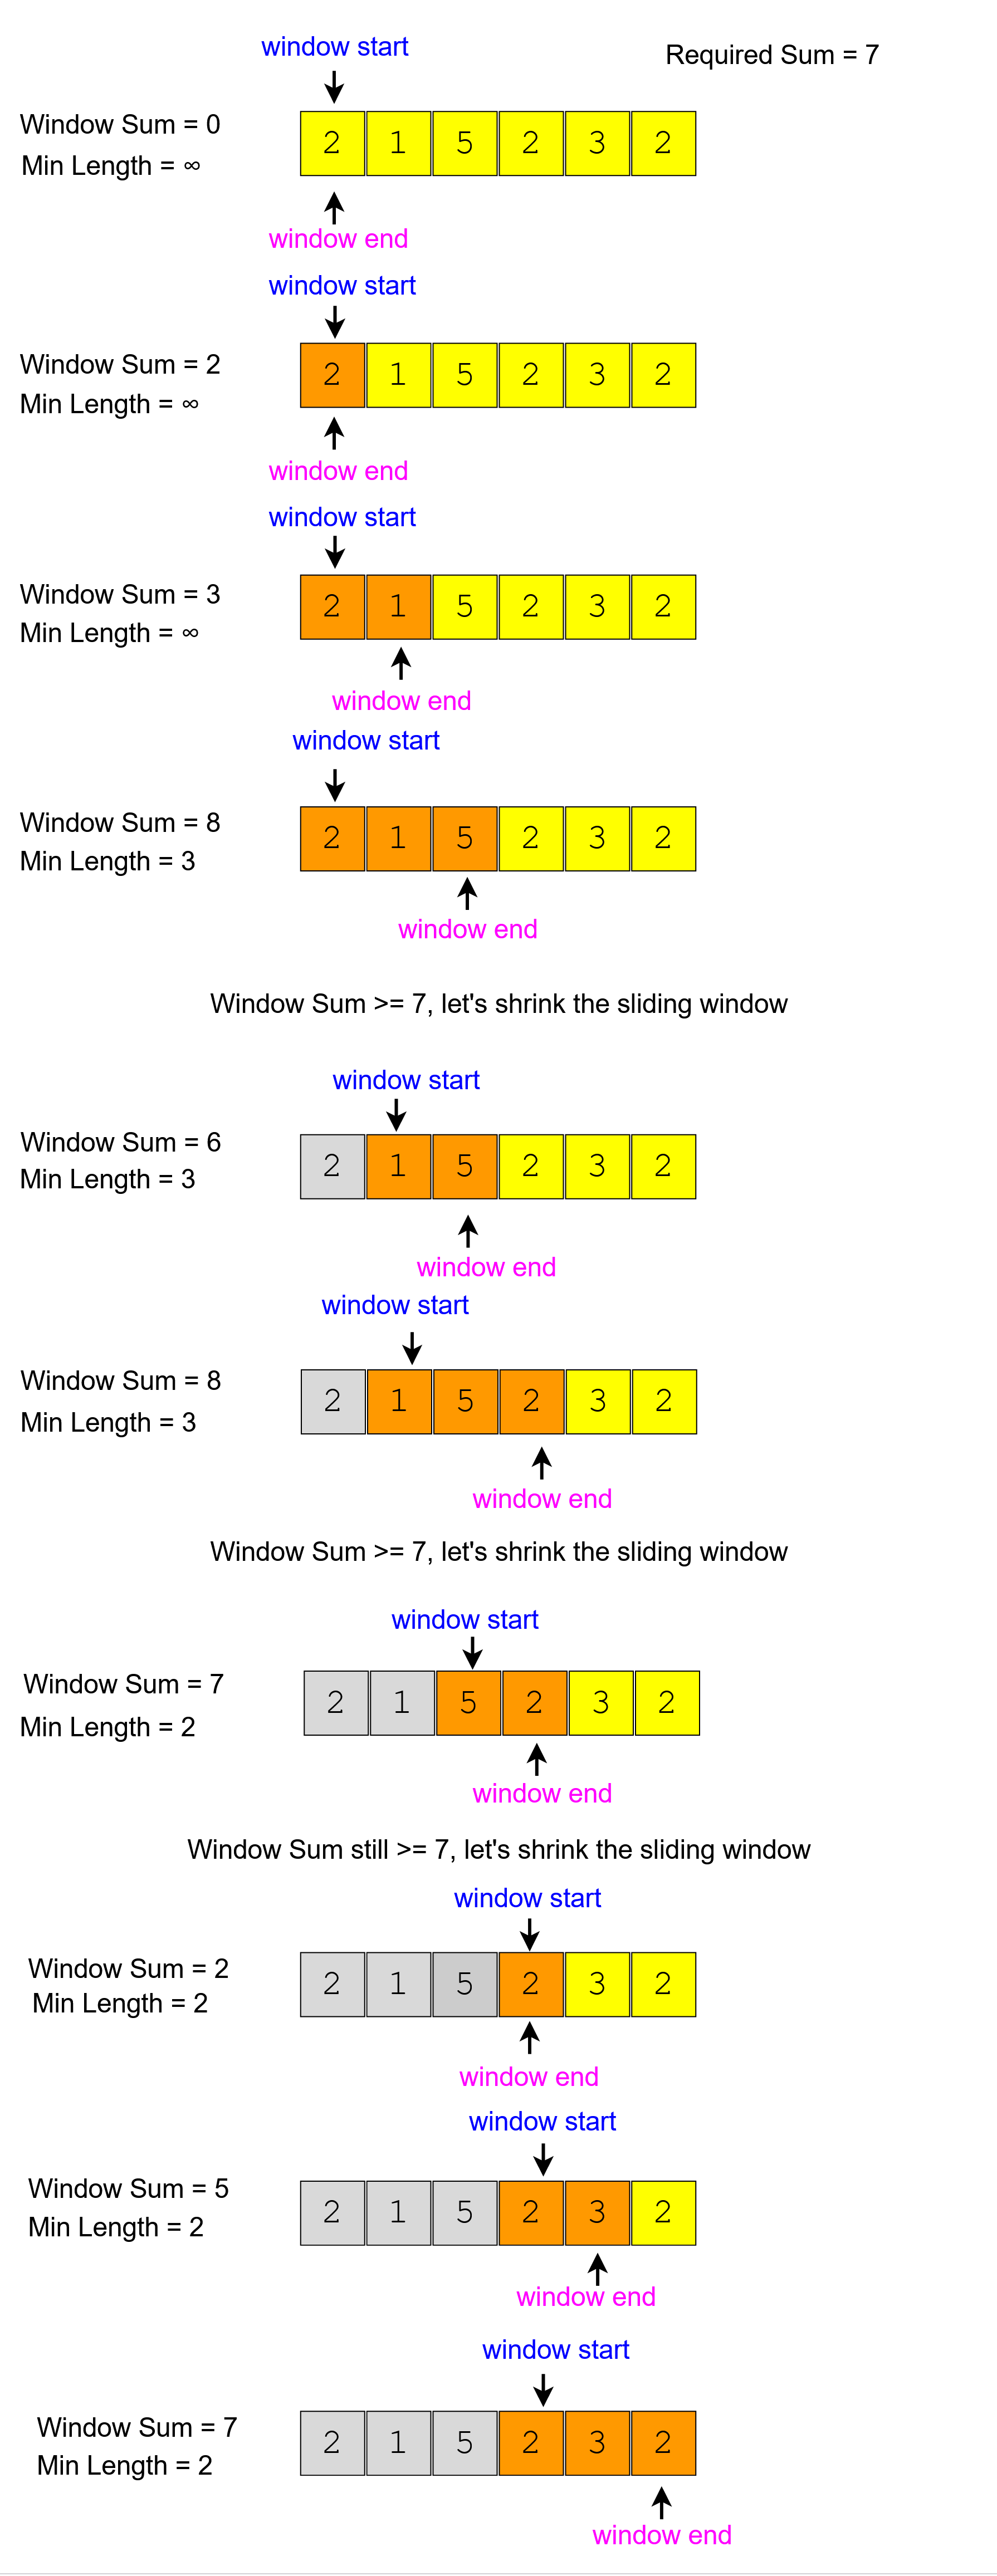 window start
Required Sum = 7
Window Sum = 0
2 1 5 2 3 2
Min Length = ∞
window end
window start
Window Sum = 2
2 1 5 2 3 2
Min Length = ∞
window end
window start
Window Sum = 3
2 1 5 2 3 2
Min Length = ∞
window end
window start
Window Sum = 8
2 1 5 2 3 2
Min Length = 3
window end
Window Sum >= 7, let's shrink the sliding window
window start
Window Sum = 6
2 1 5 2 3 2
Min Length = 3
window end
window start
Window Sum = 8
2 1 5 2 3 2
Min Length = 3
window end
Window Sum >= 7, let's shrink the sliding window
window start
Window Sum = 7
2 1 5 2 3 2
Min Length = 2
window end
Window Sum still >= 7, let's shrink the sliding window
window start
Window Sum = 2
2 1 5 2 3 2
Min Length = 2
window end
window start
Window Sum = 5
2 1 5 2 3 2
Min Length = 2
window end
window start
Window Sum = 7
2 1 5 2 3 2
Min Length = 2
window end